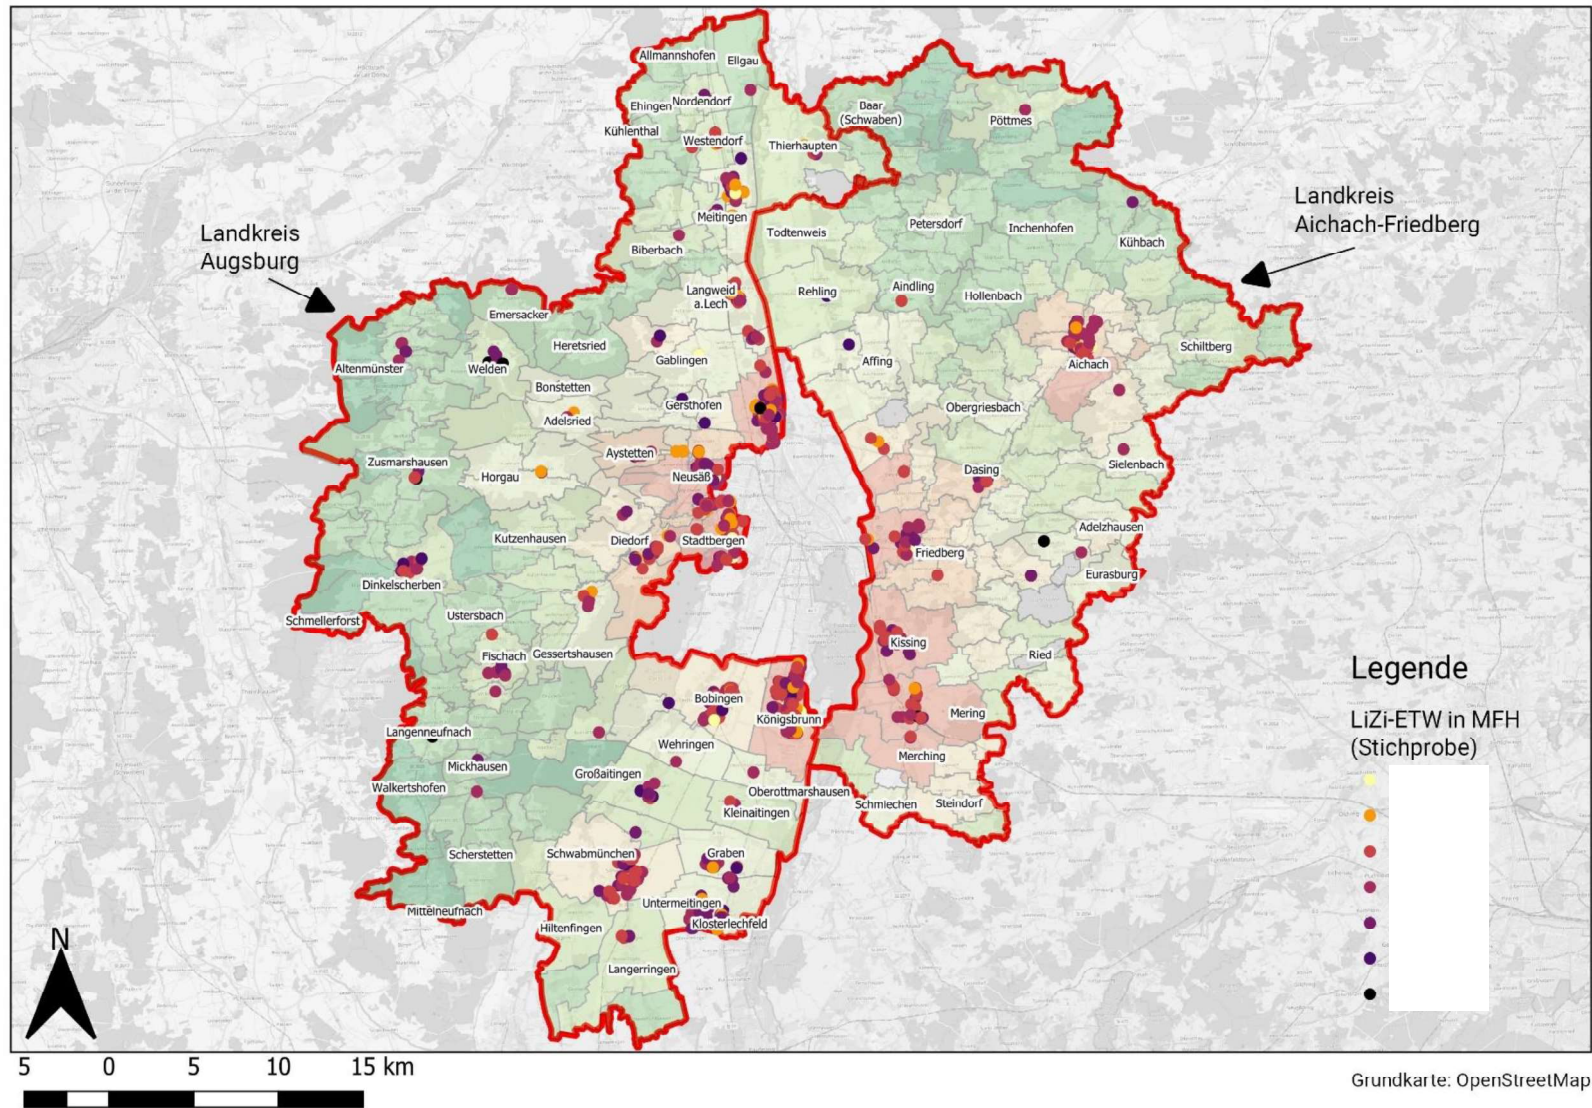 Allmannshofen
Ellgau
Ehingen
Nordendorf
Kühlenthal
Westendorf
Thierhaupten
Baar
(Schwaben)
Pöttmes
Landkreis
Augsburg
Landkreis
Aichach-Friedberg
Meitingen
Biberbach
Todtenweis
Petersdorf
Inchenhofen
Kühbach
Langweid
a.Lech
Rehling
Aindling
Hollenbach
Emersacker
Heretsried
Gablingen
Affing
Aichach
Schiltberg
Altenmünster
Welden
Bonstetten
Adelsried
Gersthofen
Obergriesbach
Zusmarshausen
Horgau
Aystetten
Neusäß
Dasing
Sielenbach
Kutzenhausen
Diedorf
Stadtbergen
Augsburg
Friedberg
Adelzhausen
Eurasburg
Dinkelscherben
Schmellerforst
Ustersbach
Fischach
Gessertshausen
Kissing
Ried
Bobingen
Königsbrunn
Mering
Merching
Langenneufnach
Wehringen
Mickhausen
Walkertshofen
Großaitingen
Oberottmarshausen
Kleinaitingen
Schmiechen
Steindorf
Scherstetten
Schwabmünchen
Graben
Mittelneufnach
Untermeitingen
Klosterlechfeld
Hiltenfingen
Langerringen
Legende
LiZi-ETW in MFH
(Stichprobe)
N
5 0 5 10 15 km
Grundkarte: OpenStreetMap